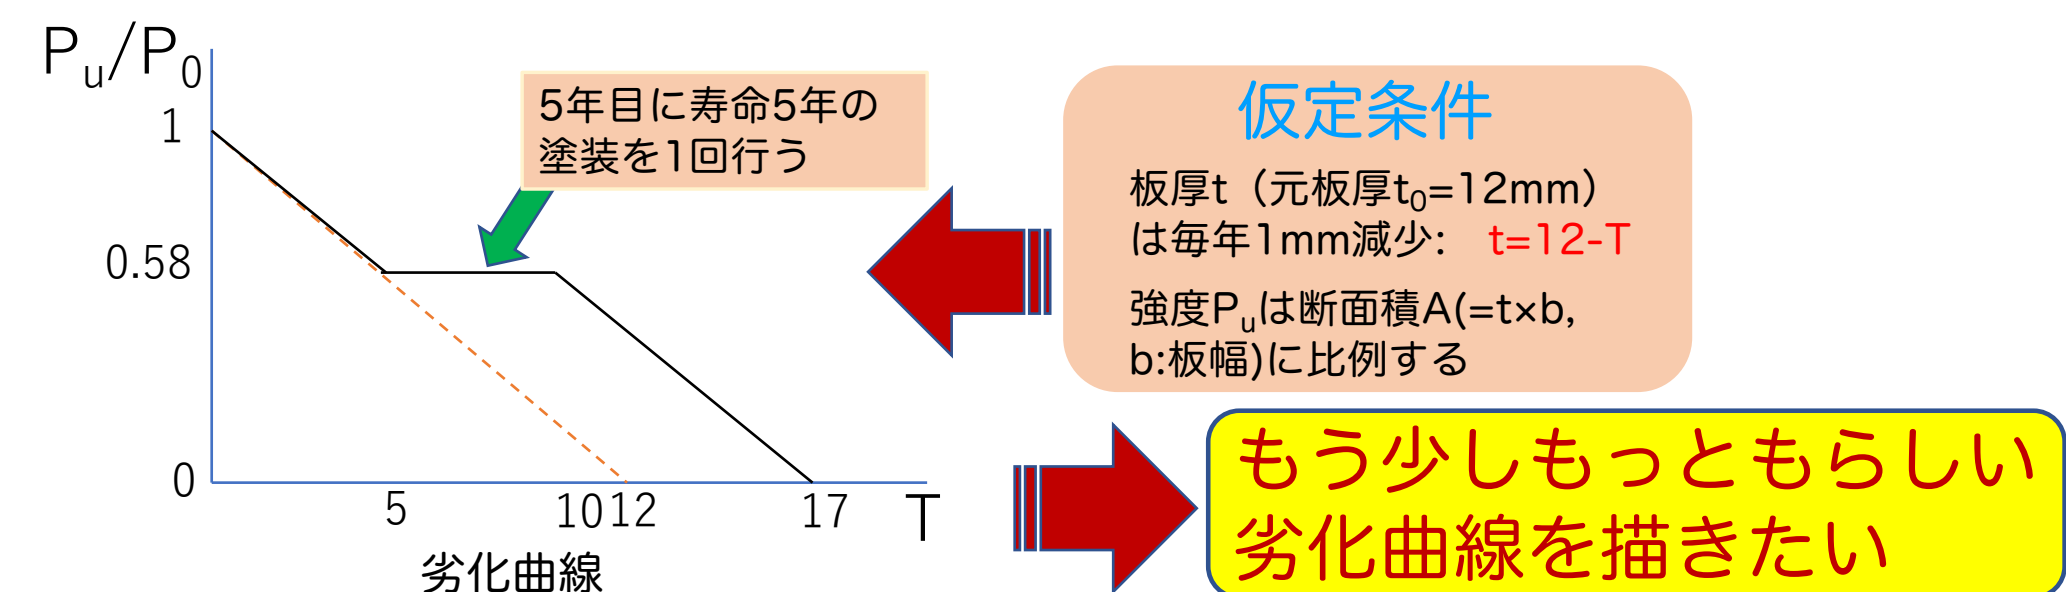 Pu/P0
1
0.58
0
5
10
12
17
T
劣化曲線
5年目に寿命5年の
塗装を1回行う
仮定条件
板厚t（元板厚t0=12mm）
は毎年1mm減少: t=12-T
強度Puは断面積A(=t×b,
b:板幅)に比例する
もう少しもっともらしい
劣化曲線を描きたい